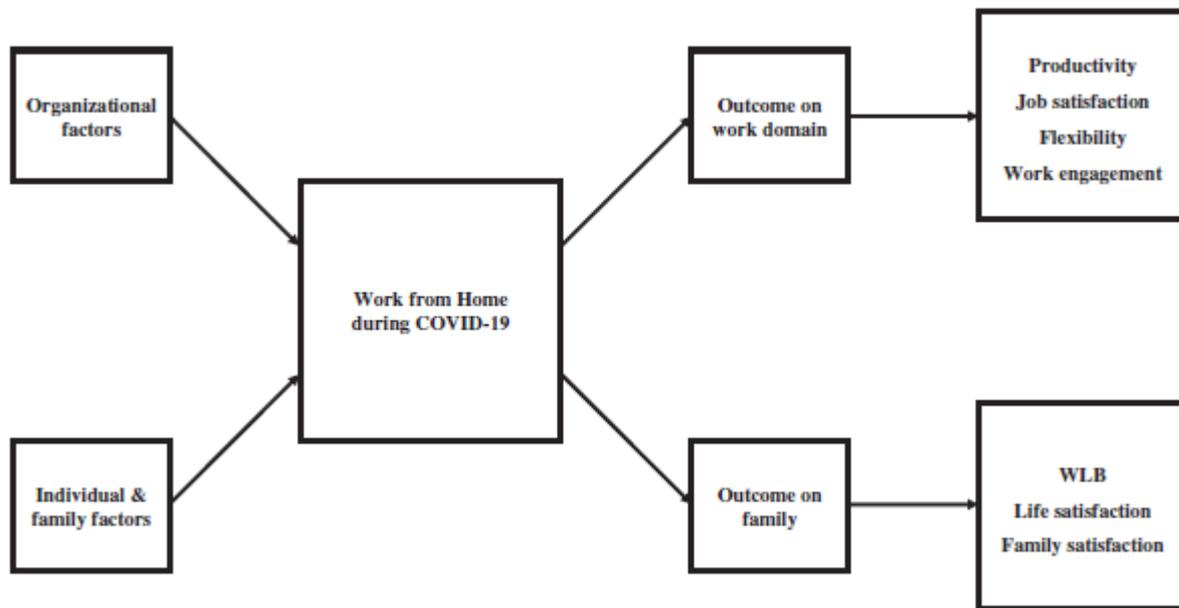 Organizational
factors
Individual &
family factors
Work from Home
during COVID-19
Outcome on
work domain
Outcome on
family
Productivity
Job satisfaction
Flexibility
Work engagement
WLB
Life satisfaction
Family satisfaction